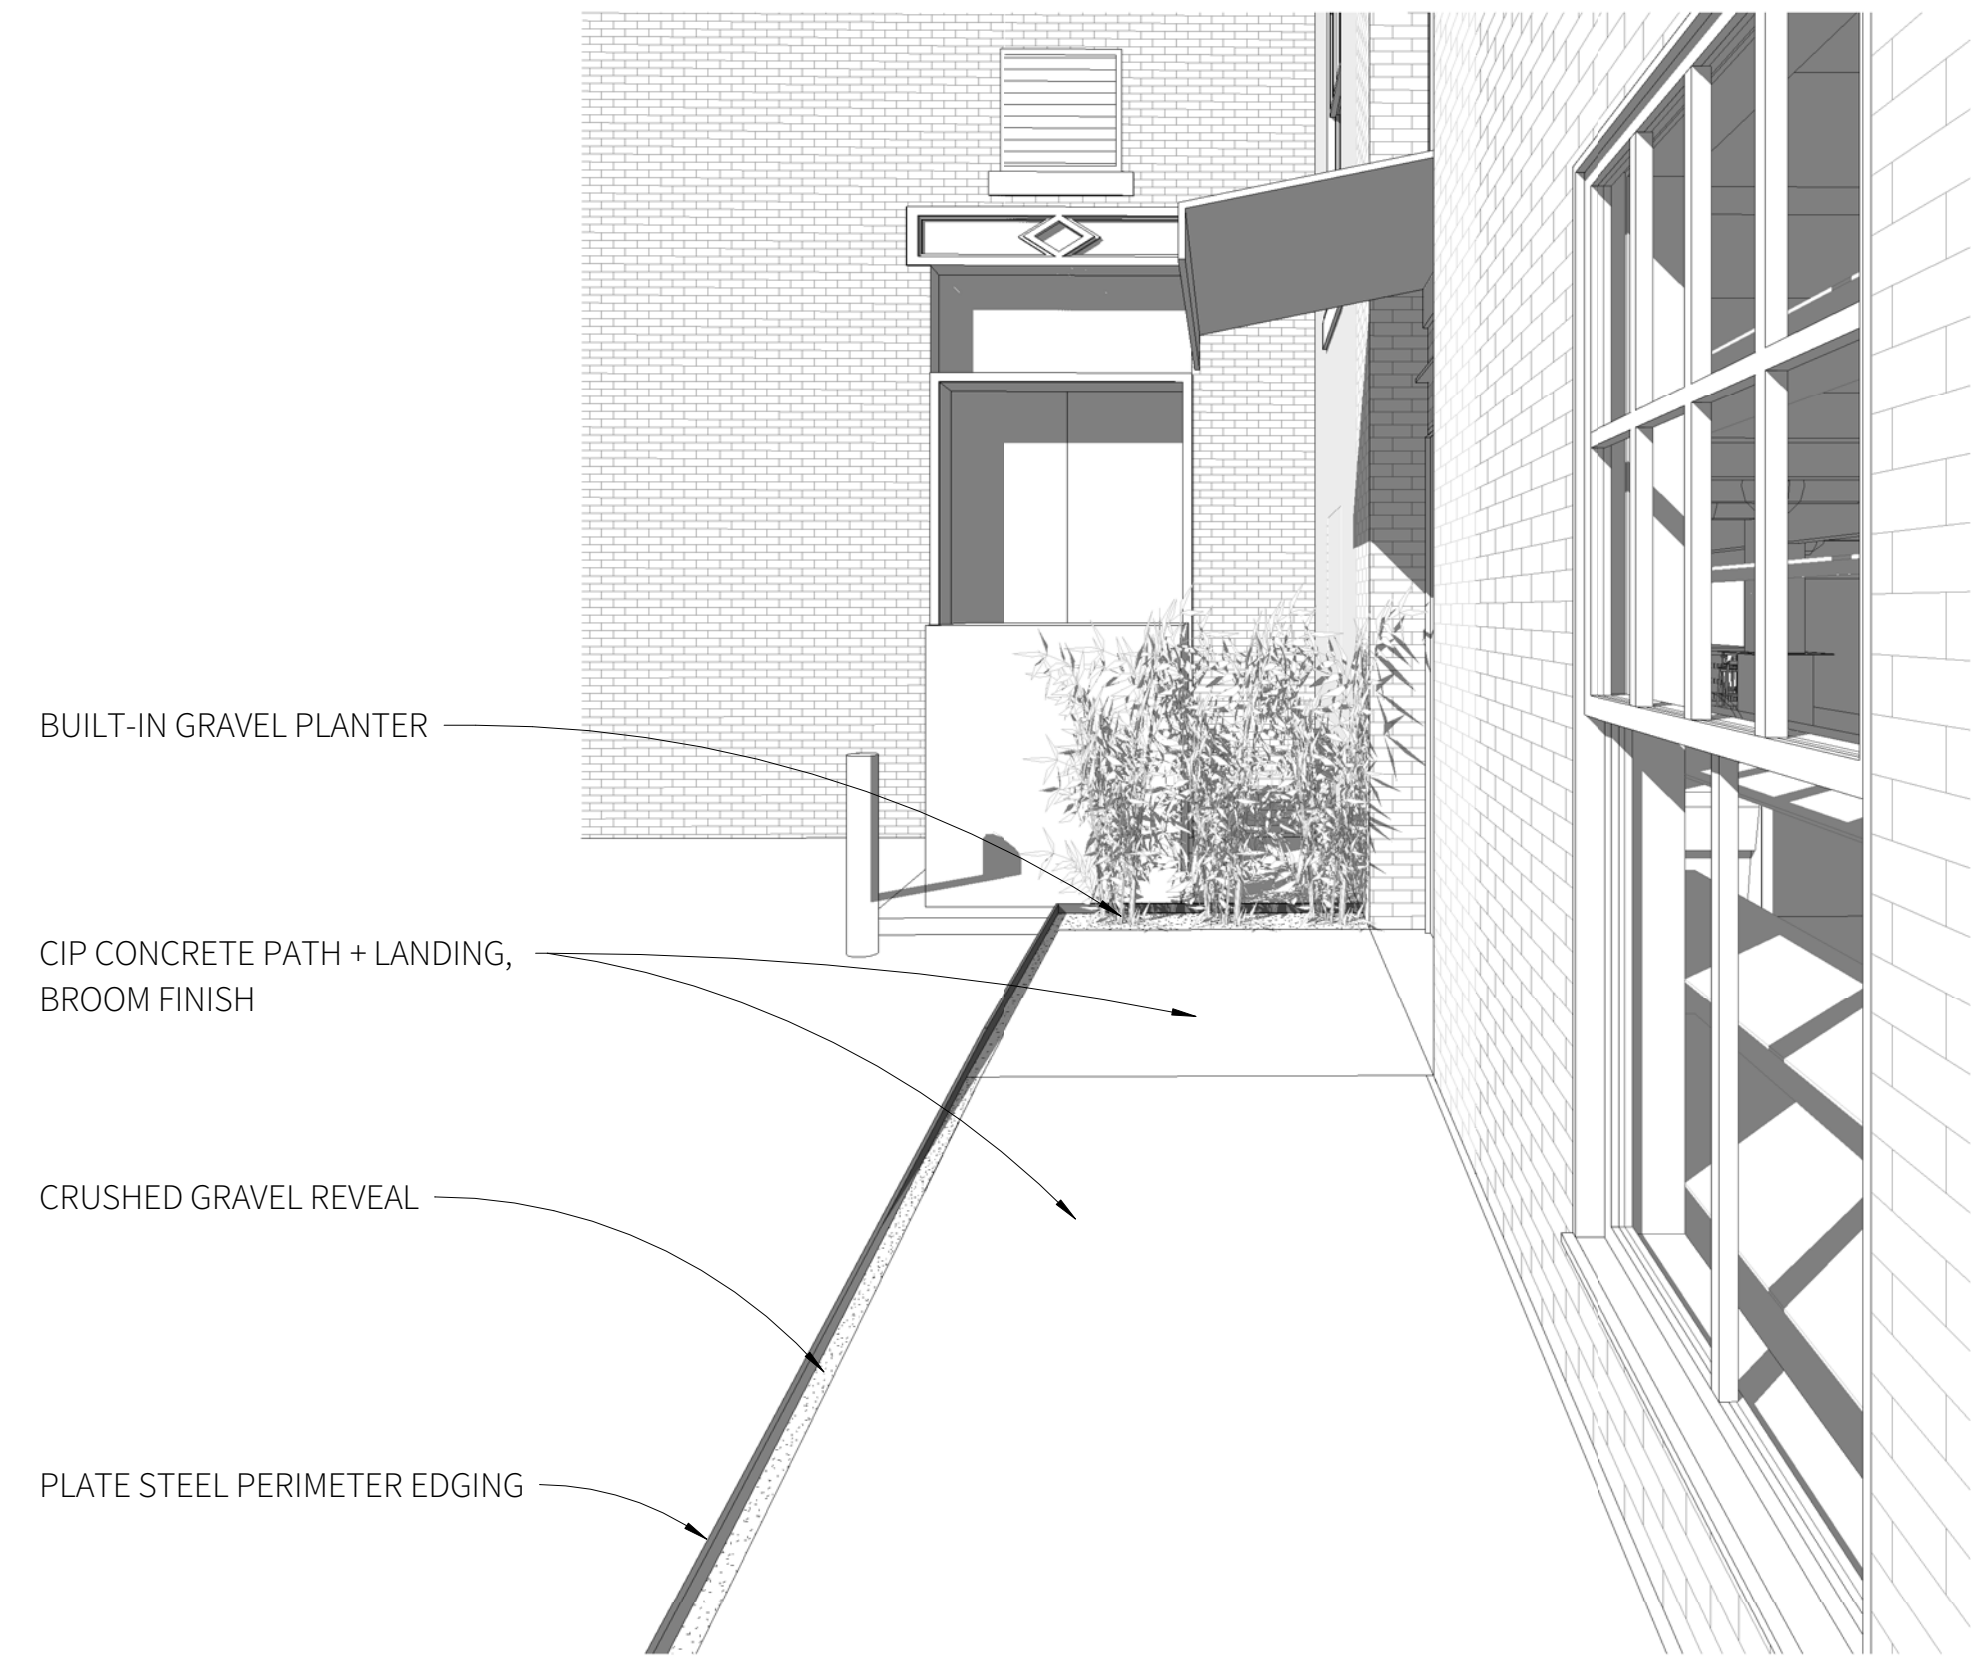 BUILT-IN GRAVEL PLANTER
CIP CONCRETE PATH + LANDING,
BROOM FINISH
CRUSHED GRAVEL REVEAL
PLATE STEEL PERIMETER EDGING